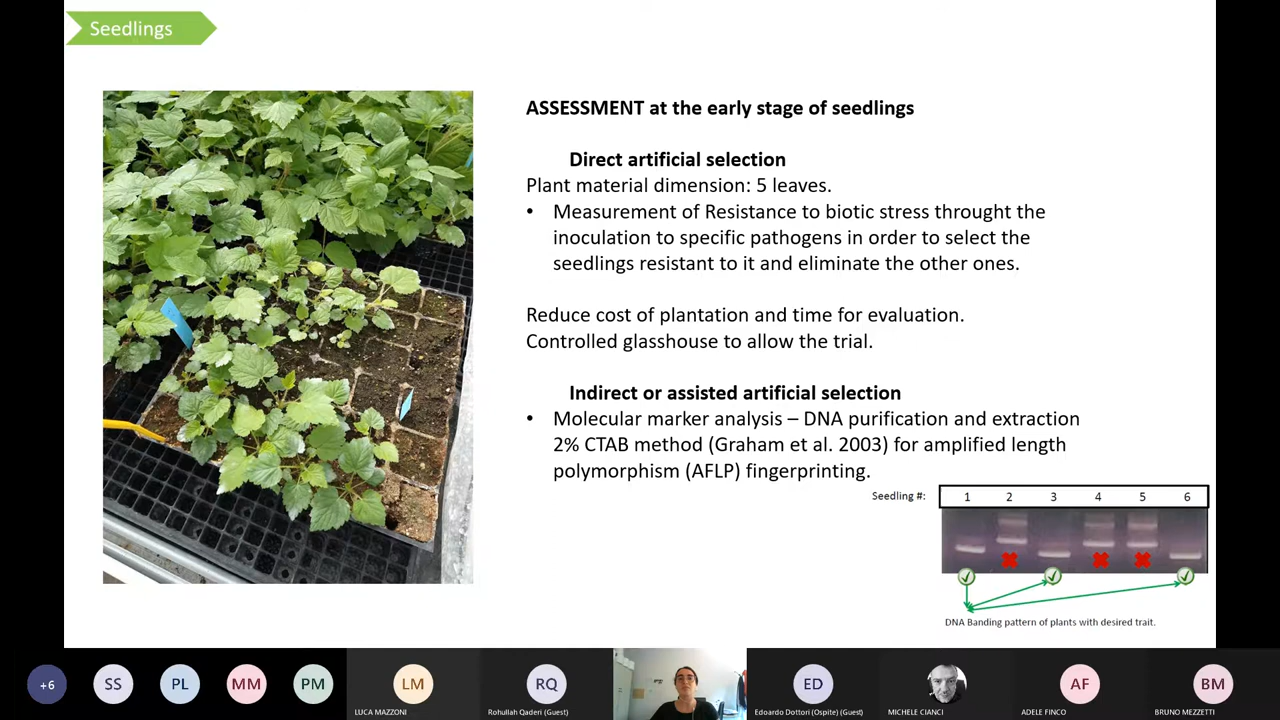 Seedlings
ASSESSMENT at the early stage of seedlings
Direct artificial selection
Plant material dimension: 5 leaves.
• Measurement of Resistance to biotic stress throught the
inoculation to specific pathogens in order to select the
seedlings resistant to it and eliminate the other ones.
Reduce cost of plantation and time for evaluation.
Controlled glasshouse to allow the trial.
Indirect or assisted artificial selection
• Molecular marker analysis – DNA purification and extraction
2% CTAB method (Graham et al. 2003) for amplified length
polymorphism (AFLP) fingerprinting.
Seedling #: 1 2 3 4 5 6
DNA Banding pattern of plants with desired trait.
+6 SS PL MM PM LM RQ ED AF BM
LUCA MAZZONI Rohullah Qaderi (Guest) Edoardo Dottori (Ospite) (Guest) MICHELE CIANCI ADELE FINCO BRUNO MEZZETTI